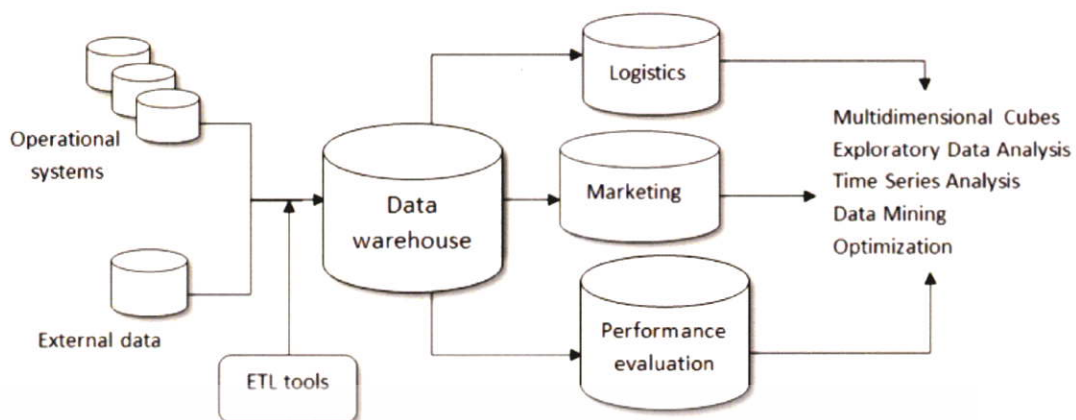 Operational
systems
External data
ETL tools
Data
warehouse
Logistics
Marketing
Performance
evaluation
Multidimensional Cubes
Exploratory Data Analysis
Time Series Analysis
Data Mining
Optimization